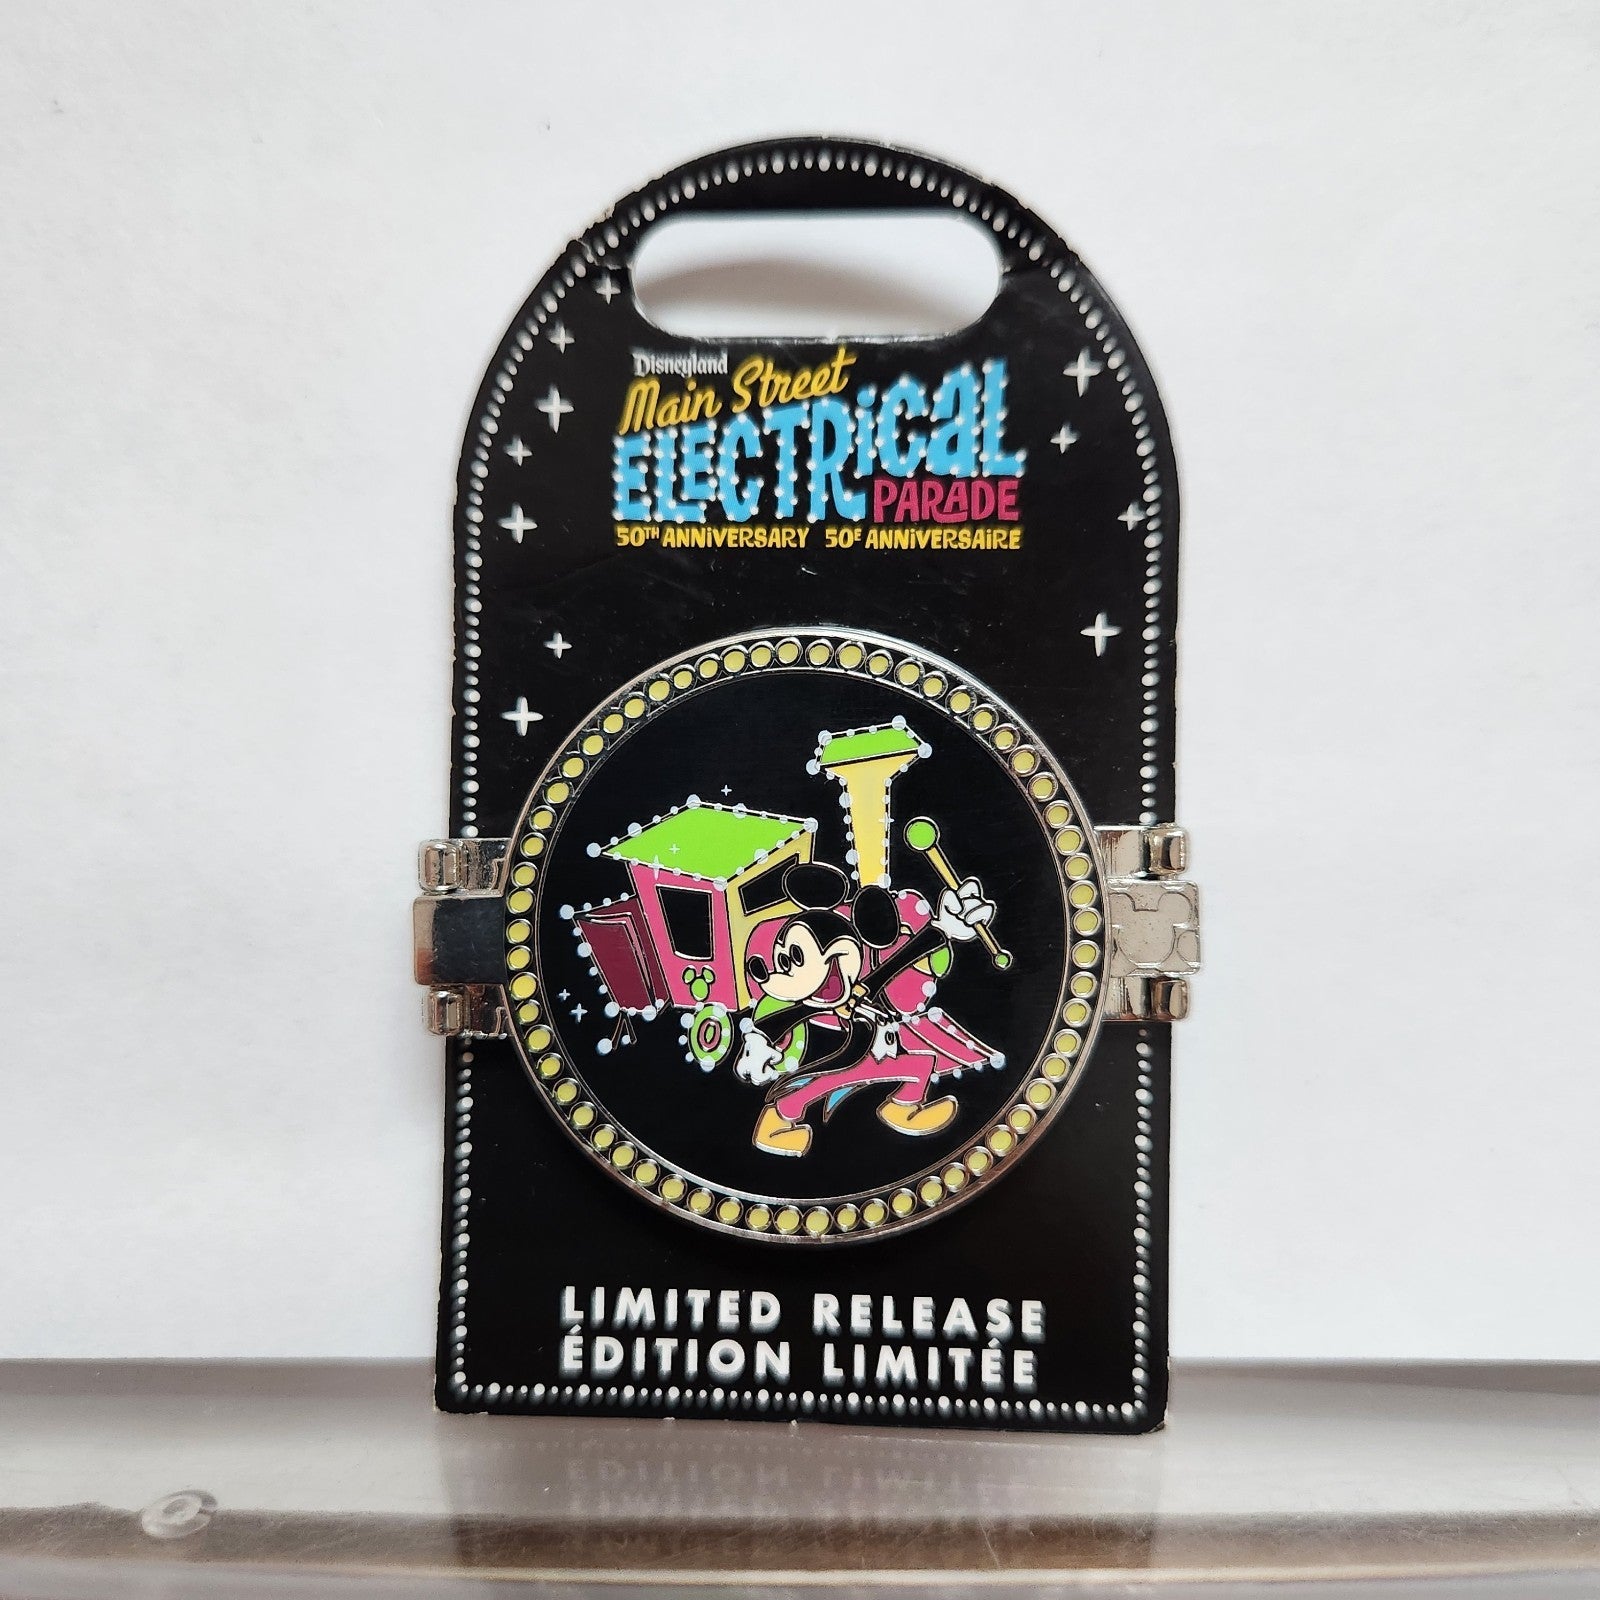 Disneyland
Main Street
ELECTRiCaL
PARADE
50TH ANNiVERSARY 50E ANNiVERSAiRE
LIMITED RELEASE
ÉDITION LIMITÉE